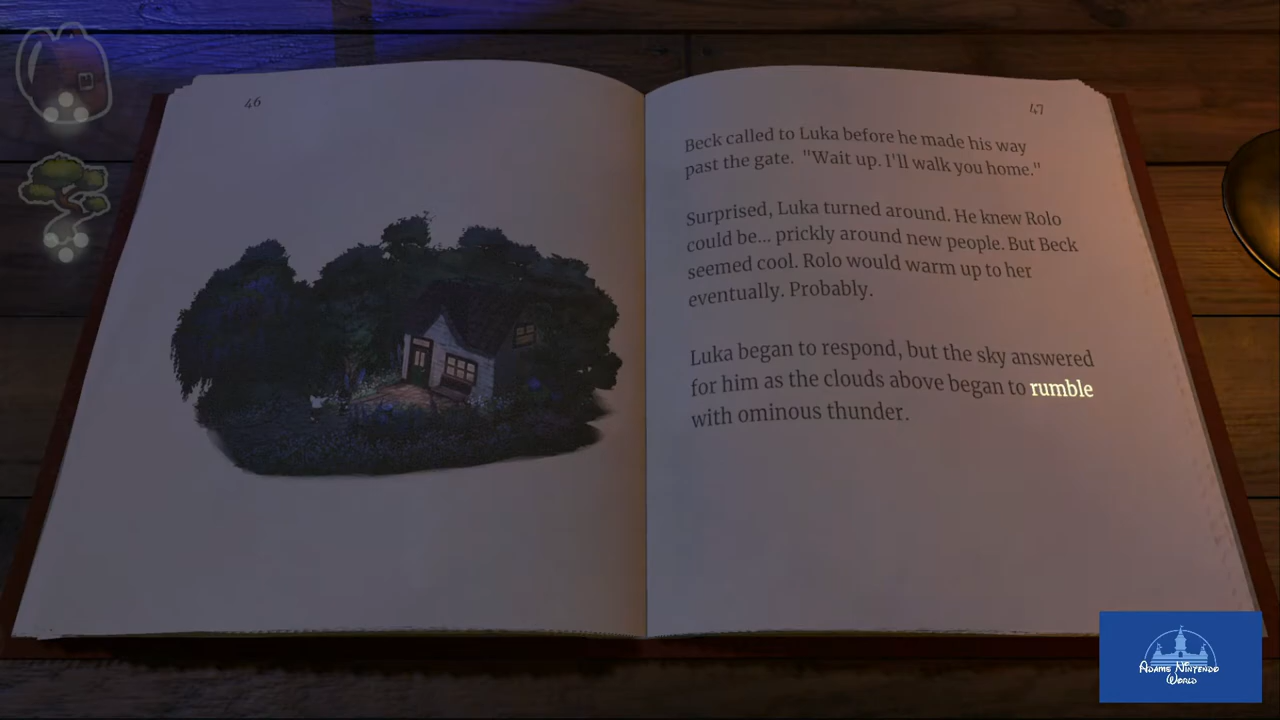 46
47
Beck called to Luka before he made his way
past the gate.  "Wait up. I'll walk you home."
Surprised, Luka turned around. He knew Rolo
could be... prickly around new people. But Beck
seemed cool. Rolo would warm up to her
eventually. Probably.
Luka began to respond, but the sky answered
for him as the clouds above began to rumble
with ominous thunder.
Adams Nintendo
World